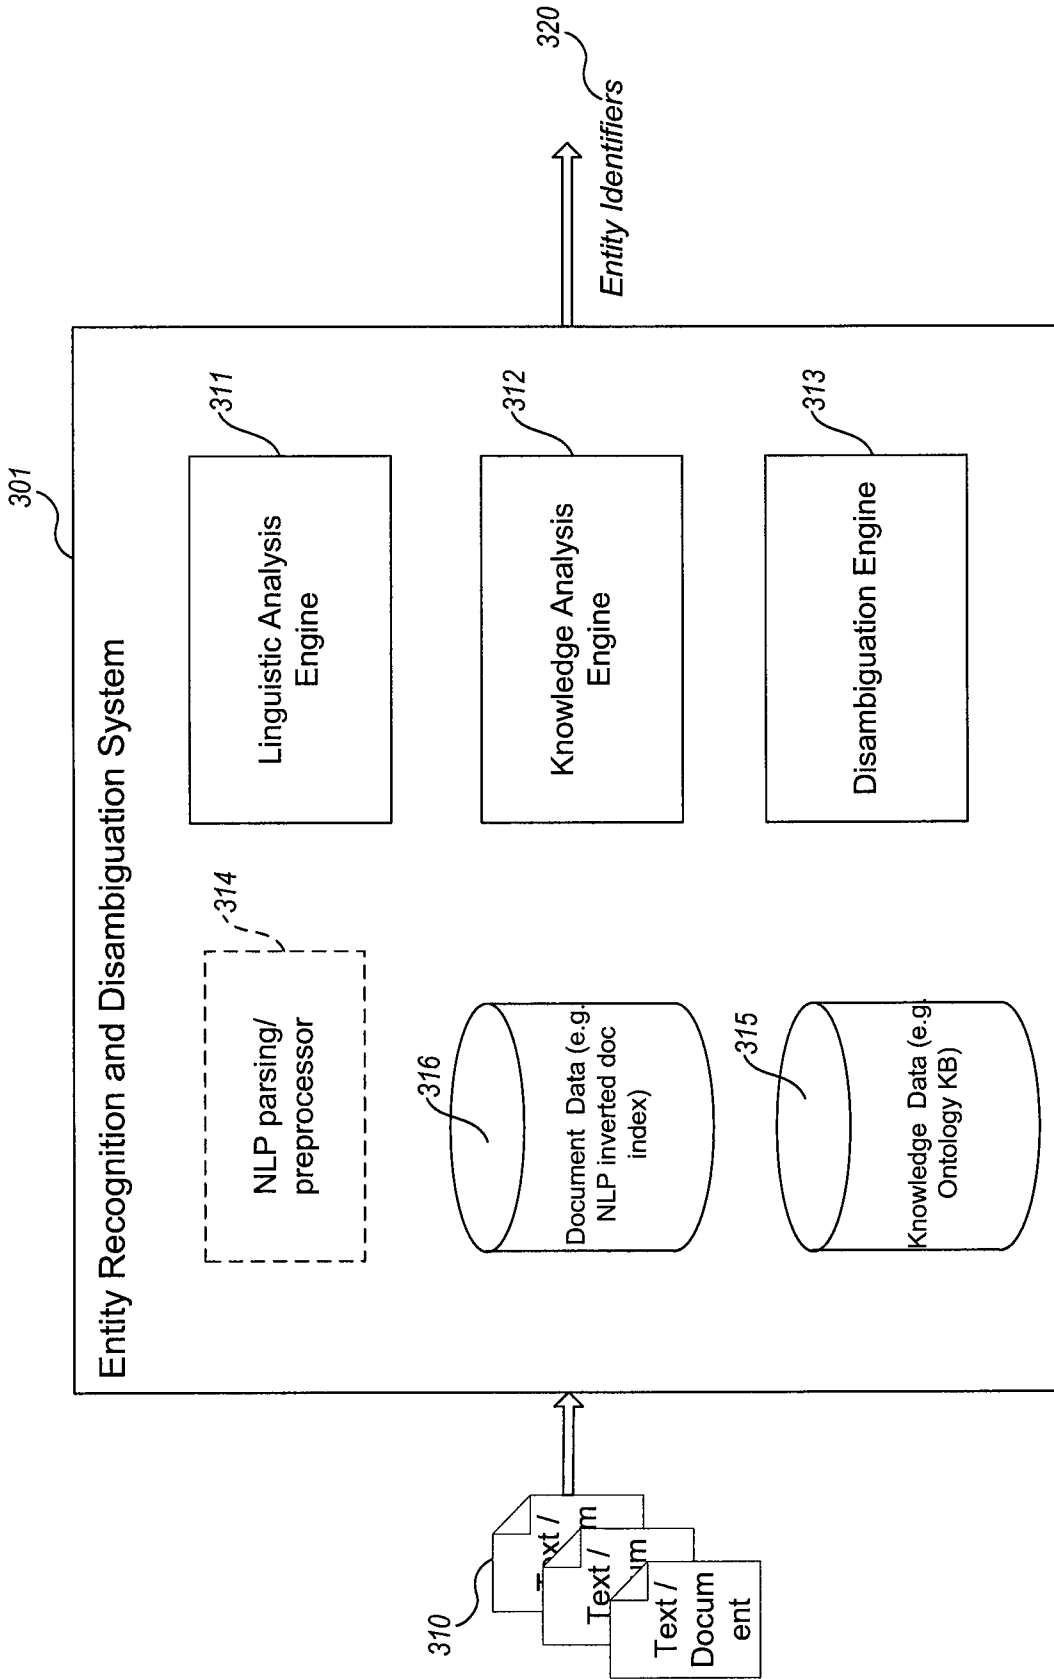 301
Entity Recognition and Disambiguation System
310
Text /
Text /
Text /
Docum
ent
314
NLP parsing/
preprocessor
311
Linguistic Analysis
Engine
316
Document Data (e.g.
NLP inverted doc
index)
312
Knowledge Analysis
Engine
315
Knowledge Data (e.g.
Ontology KB)
313
Disambiguation Engine
Entity Identifiers
320